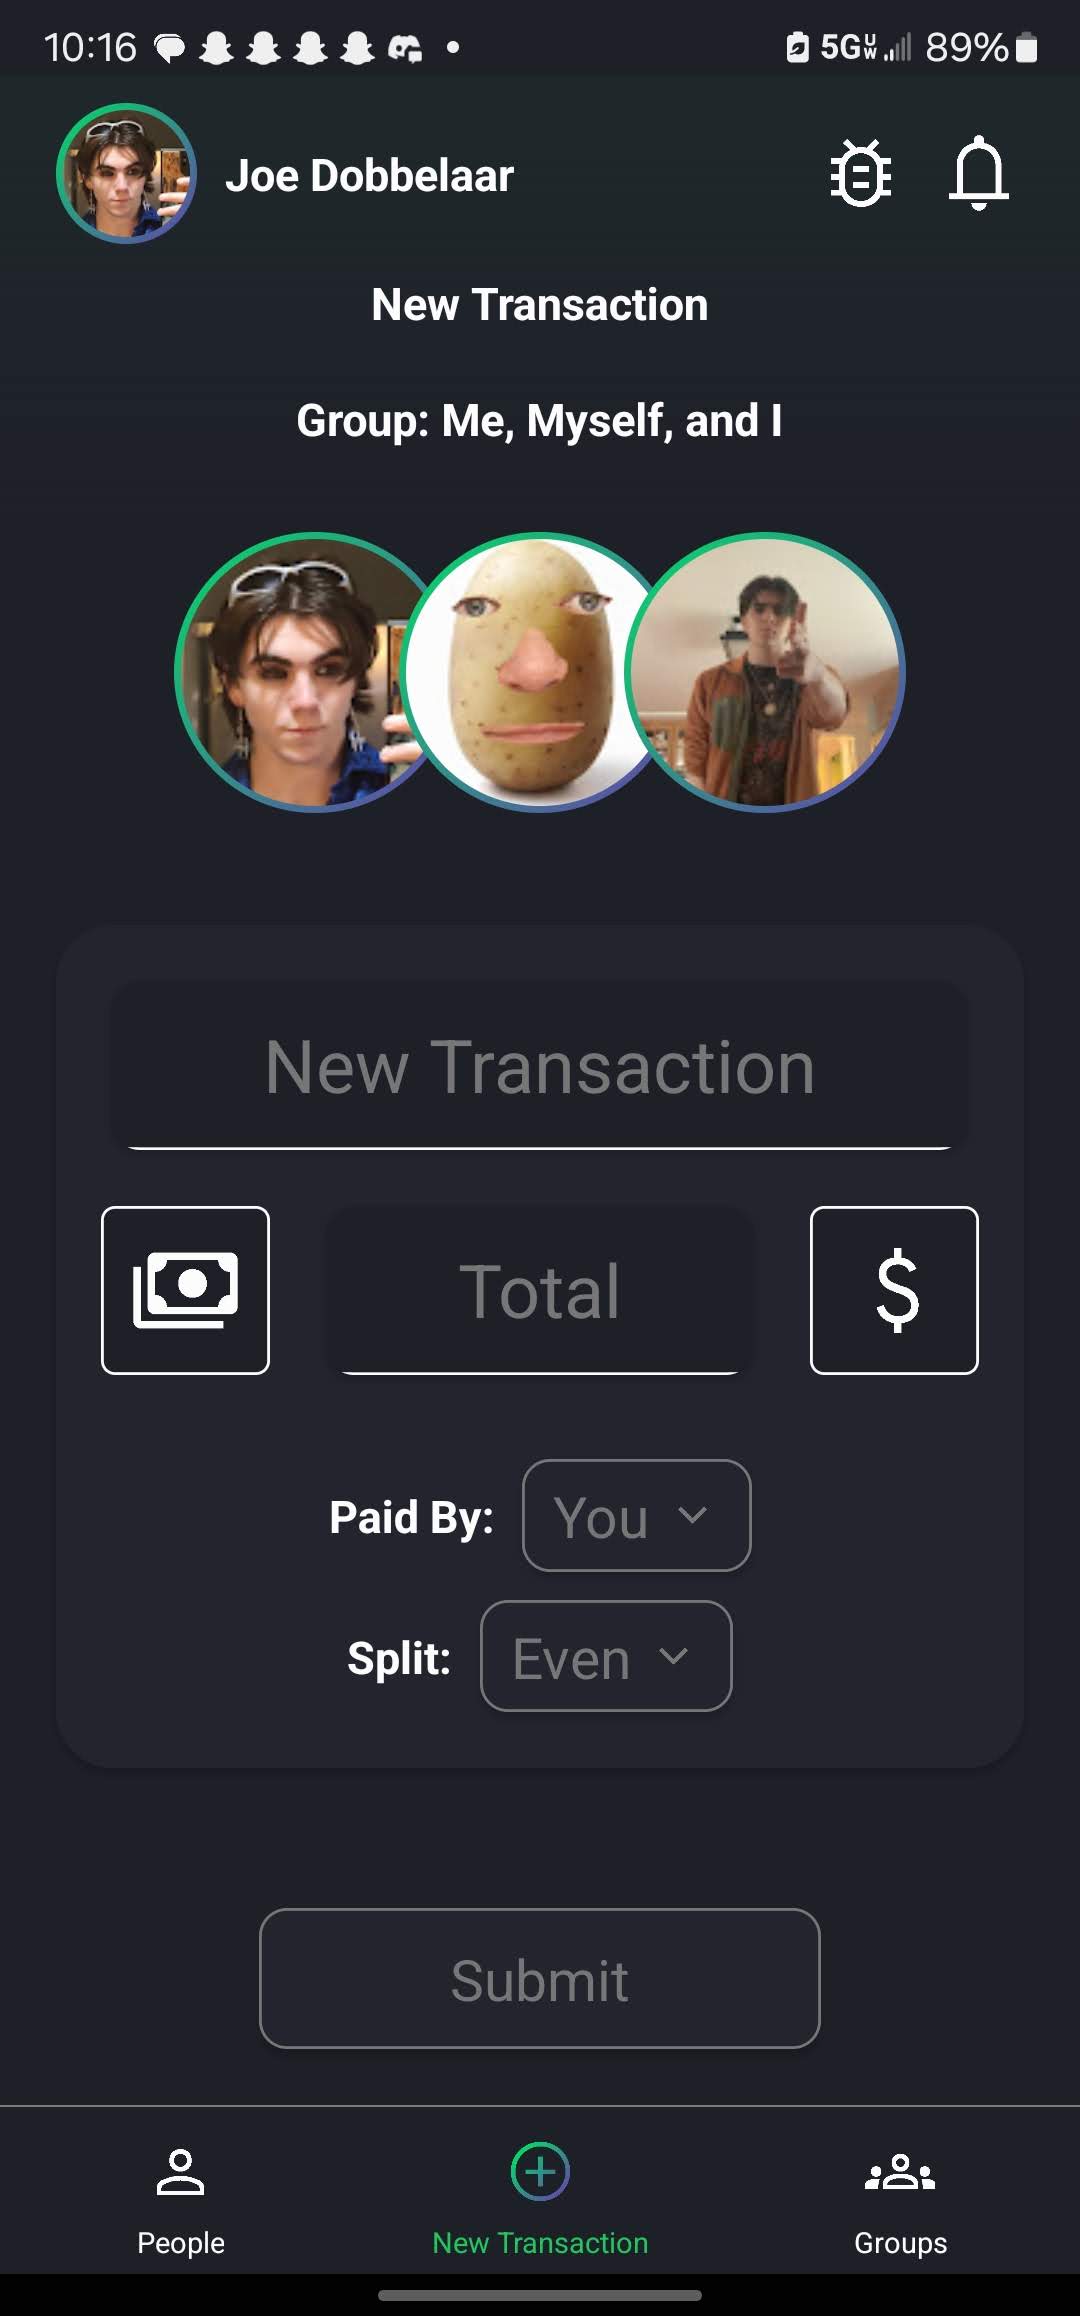 10:16 5G UW 89%
Joe Dobbelaar
New Transaction
Group: Me, Myself, and I
New Transaction
Total $
Paid By: You
Split: Even
Submit
People New Transaction Groups